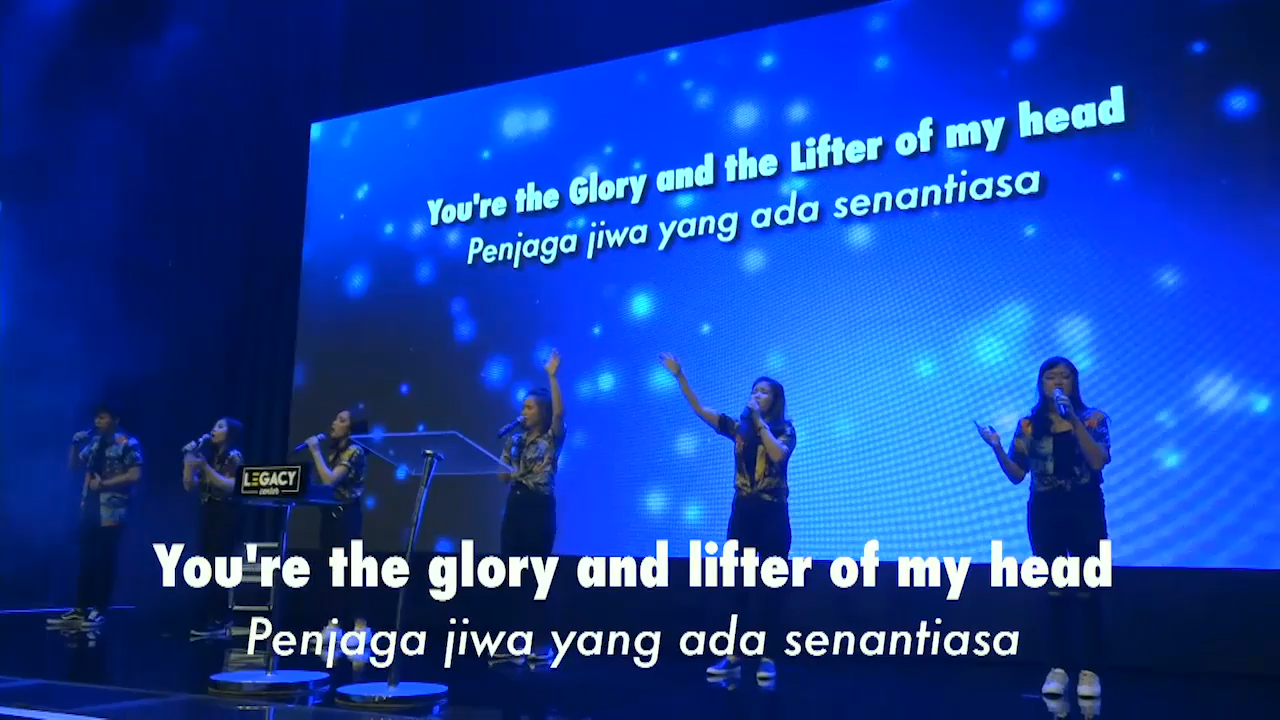 You're the Glory and the Lifter of my head
Penjaga jiwa yang ada senantiasa
LEGACY
center
You're the glory and lifter of my head
Penjaga jiwa yang ada senantiasa